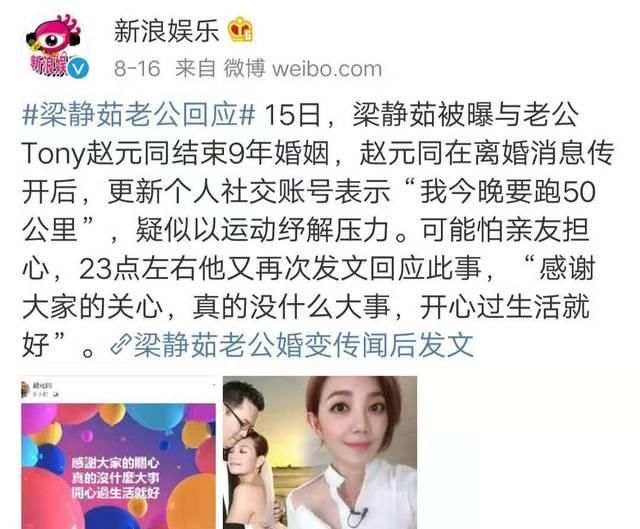 新浪娱乐
新浪娱乐
8-16 来自 微博 weibo.com
#梁静茹老公回应# 15日，梁静茹被曝与老公
Tony赵元同结束9年婚姻，赵元同在离婚消息传
开后，更新个人社交账号表示“我今晚要跑50
公里”，疑似以运动纾解压力。可能怕亲友担
心，23点左右他又再次发文回应此事，“感谢
大家的关心，真的没什么大事，开心过生活就
好”。梁静茹老公婚变传闻后发文
趙元同
感謝大家的關心
真的沒什麼大事
開心過生活就好